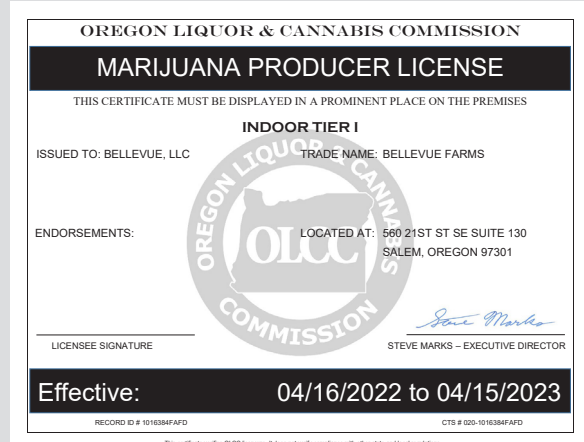 OREGON LIQUOR & CANNABIS COMMISSION
MARIJUANA PRODUCER LICENSE
THIS CERTIFICATE MUST BE DISPLAYED IN A PROMINENT PLACE ON THE PREMISES
INDOOR TIER I
ISSUED TO: BELLEVUE, LLC
TRADE NAME: BELLEVUE FARMS
OREGON LIQUOR & CANNABIS
OLCC
COMMISSION
ENDORSEMENTS:
LOCATED AT: 560 21ST ST SE SUITE 130
SALEM, OREGON 97301
Steve Marks
LICENSEE SIGNATURE
STEVE MARKS – EXECUTIVE DIRECTOR
Effective: 04/16/2022 to 04/15/2023
RECORD ID # 1016384FAFD
CTS # 020-1016384FAFD